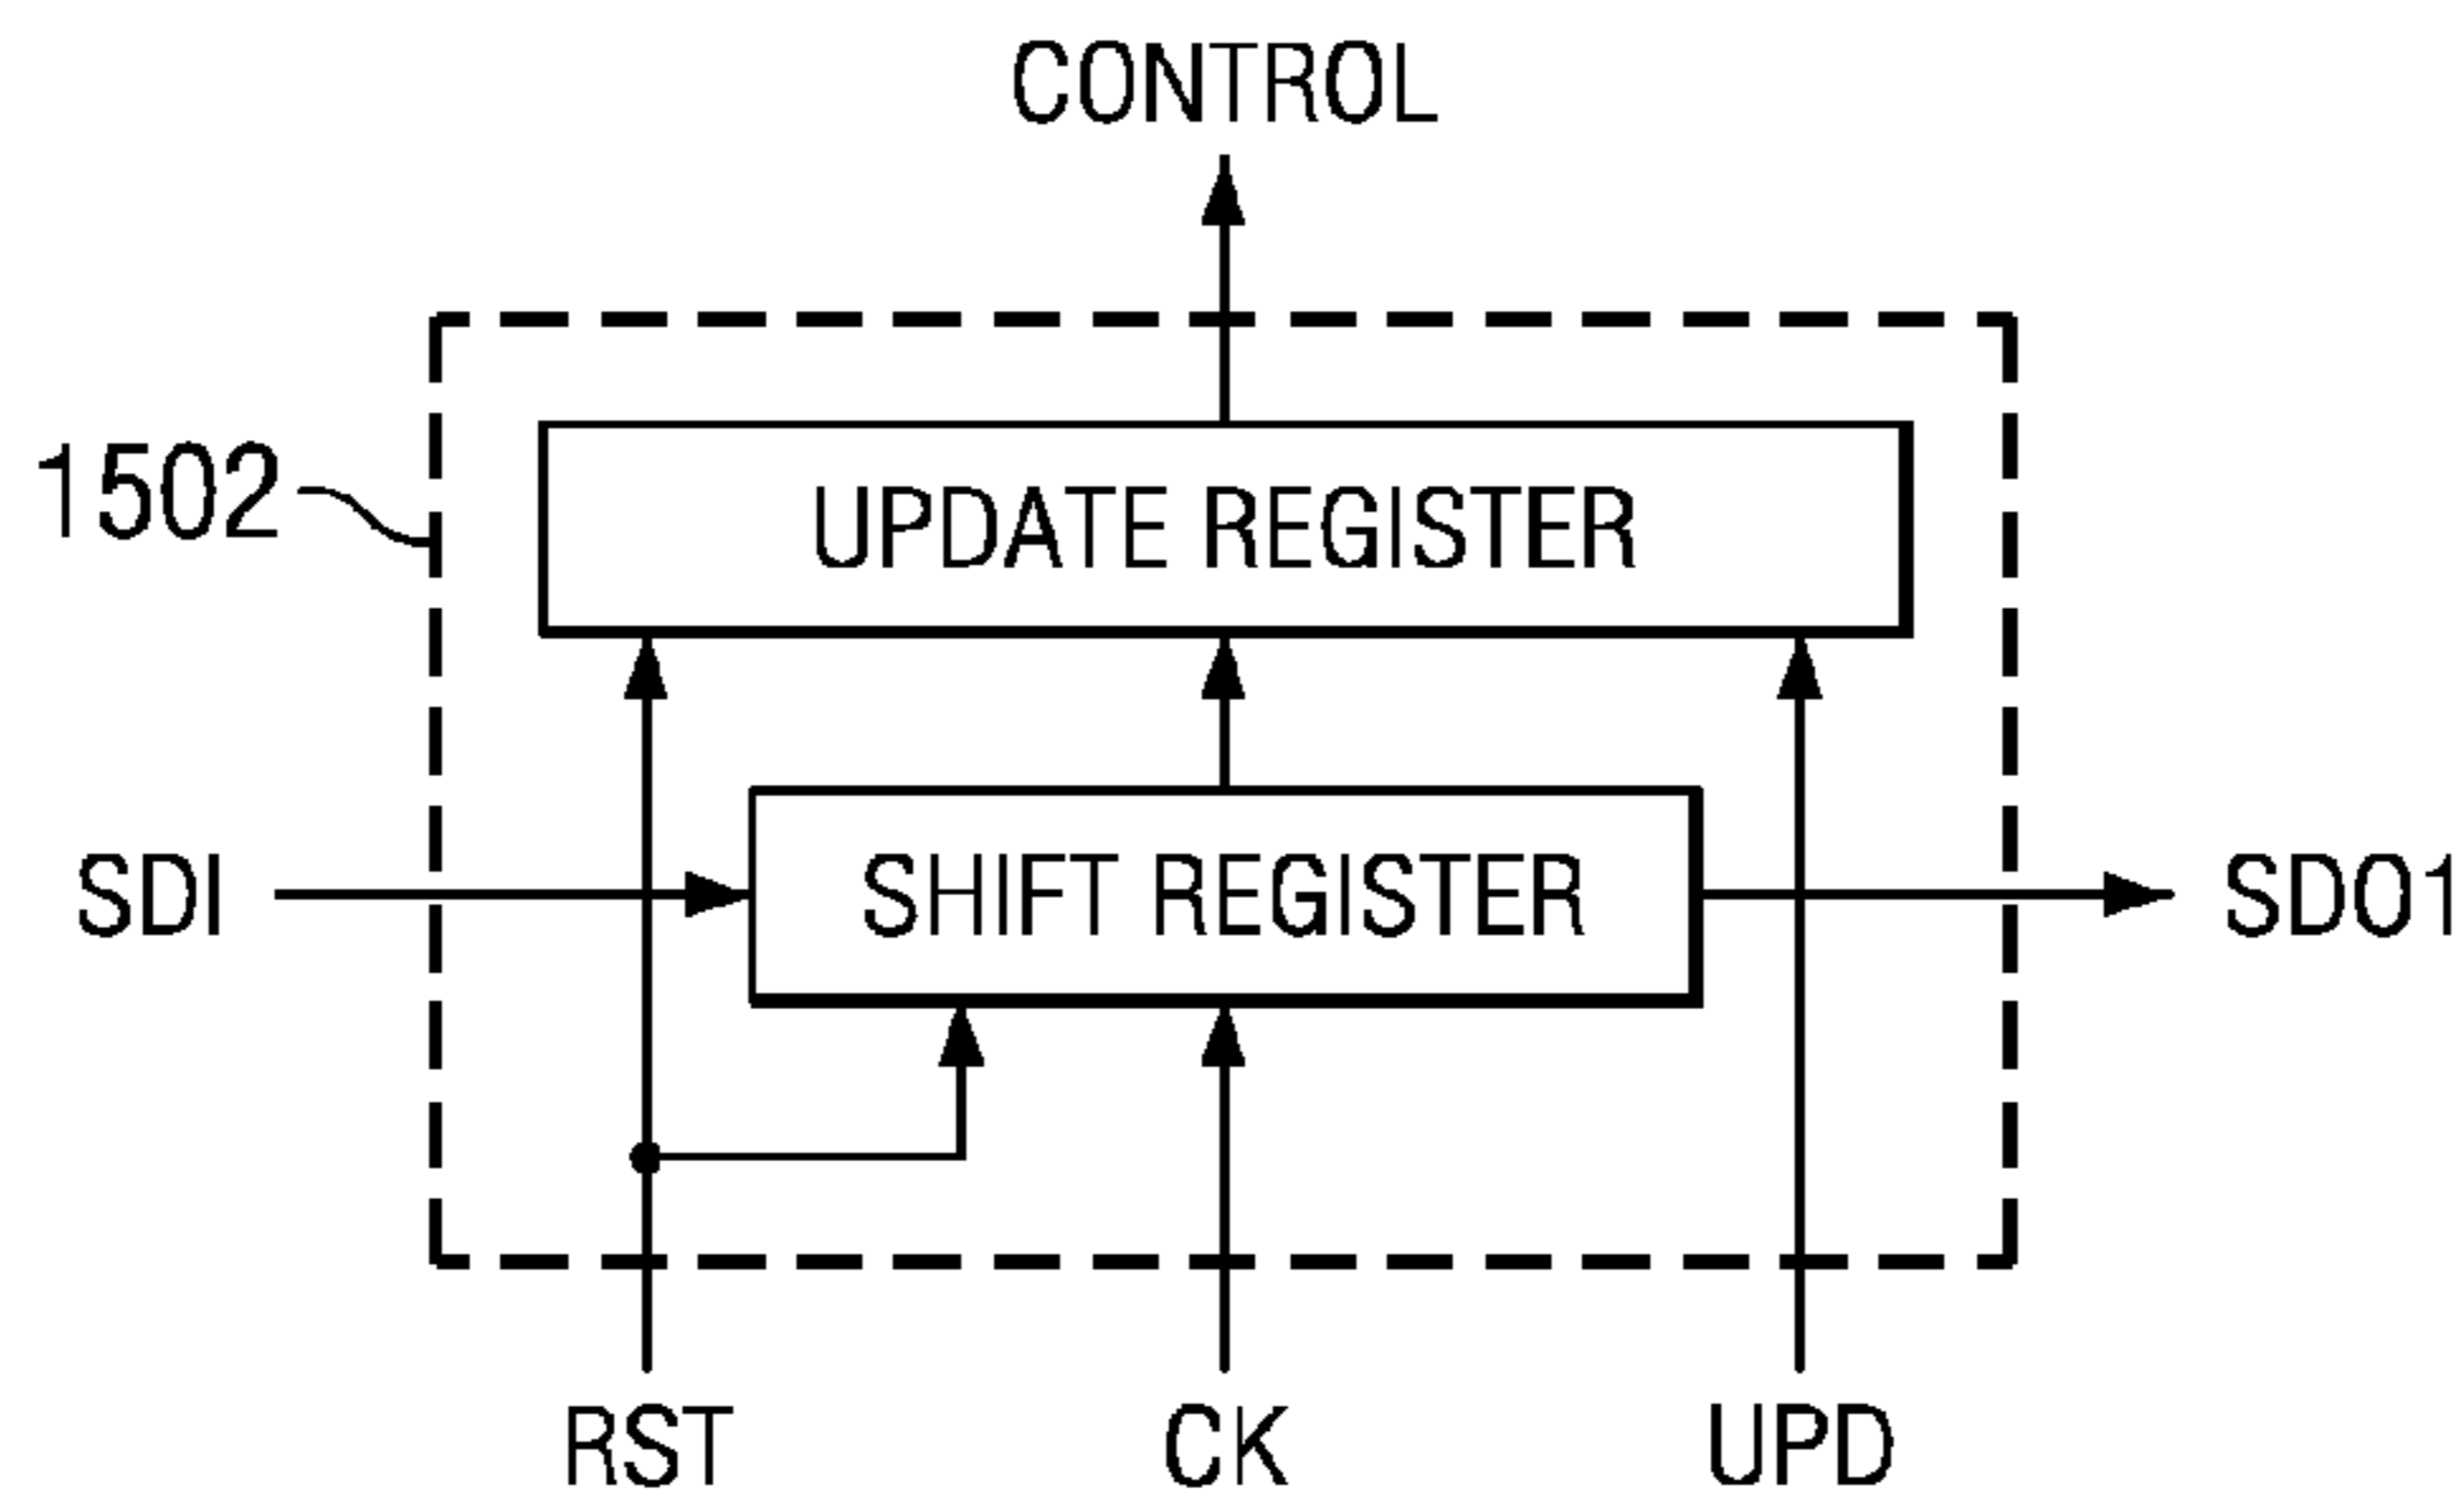 CONTROL
1502
UPDATE REGISTER
SDI
SHIFT REGISTER
SDO1
RST
CK
UPD